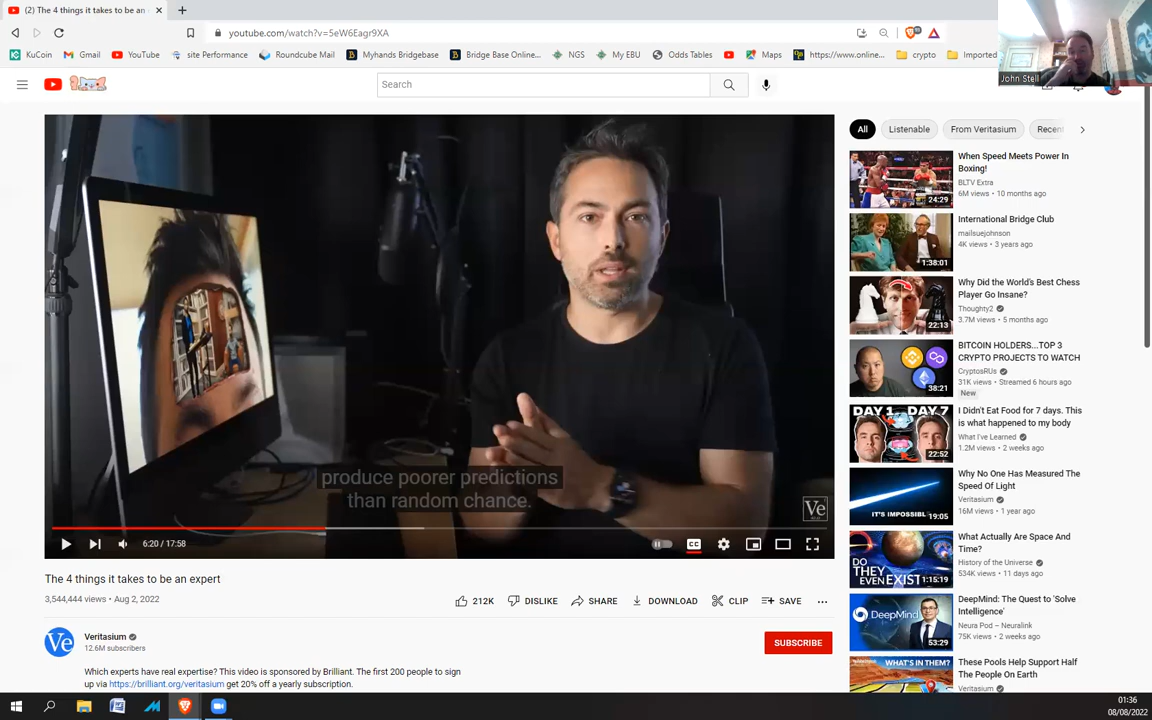 (2) The 4 things it takes to be an
youtube.com/watch?v=5eW6Eagr9XA
KuCoin
Gmail
YouTube
site Performance
Roundcube Mail
Myhands Bridgebase
Bridge Base Online...
NGS
My EBU
Odds Tables
Maps
https://www.online...
crypto
Imported
John Stell
Search
All
Listenable
From Veritasium
Recen
When Speed Meets Power In
Boxing!
BLTV Extra
6M views • 10 months ago
24:29
International Bridge Club
mailsuejohnson
4K views • 3 years ago
1:38:01
Why Did the World's Best Chess
Player Go Insane?
Thoughty2
3.7M views • 5 months ago
22:13
BITCOIN HOLDERS...TOP 3
CRYPTO PROJECTS TO WATCH
CryptosRUs
31K views • Streamed 6 hours ago
New
38:21
DAY 1 DAY 7
I Didn't Eat Food for 7 days. This
is what happened to my body
What I've Learned
1.2M views • 2 weeks ago
22:52
Why No One Has Measured The
Speed Of Light
Veritasium
16M views • 1 year ago
IT'S IMPOSSIBL
19:05
What Actually Are Space And
Time?
History of the Universe
534K views • 11 days ago
DO
THEY
EVEN EXIST
1:15:19
DeepMind: The Quest to 'Solve
Intelligence'
Neura Pod – Neuralink
75K views • 2 weeks ago
DeepMind
53:29
These Pools Help Support Half
The People On Earth
Veritasium
WHAT'S IN THEM?
produce poorer predictions
than random chance.
Ve
6:20 / 17:58
CC
The 4 things it takes to be an expert
3,544,444 views • Aug 2, 2022
212K
DISLIKE
SHARE
DOWNLOAD
CLIP
SAVE
Ve
Veritasium
12.6M subscribers
SUBSCRIBE
Which experts have real expertise? This video is sponsored by Brilliant. The first 200 people to sign
up via https://brilliant.org/veritasium get 20% off a yearly subscription.
01:36
08/08/2022